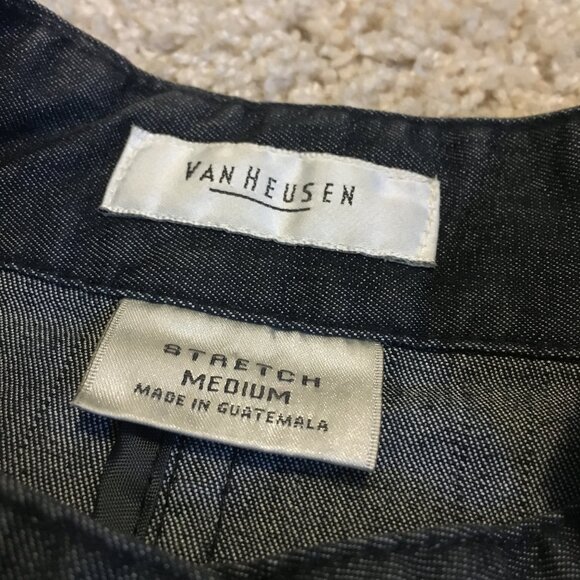 VAN HEUSEN
STRETCH
MEDIUM
MADE IN GUATEMALA